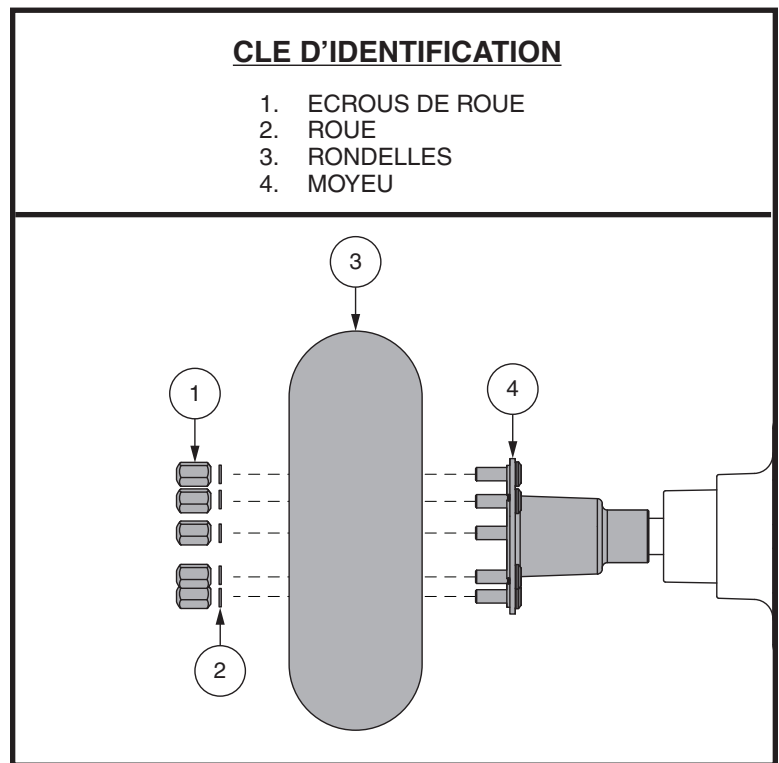 CLE D’IDENTIFICATION
1. ECROUS DE ROUE
2. ROUE
3. RONDELLES
4. MOYEU
3
1
4
2